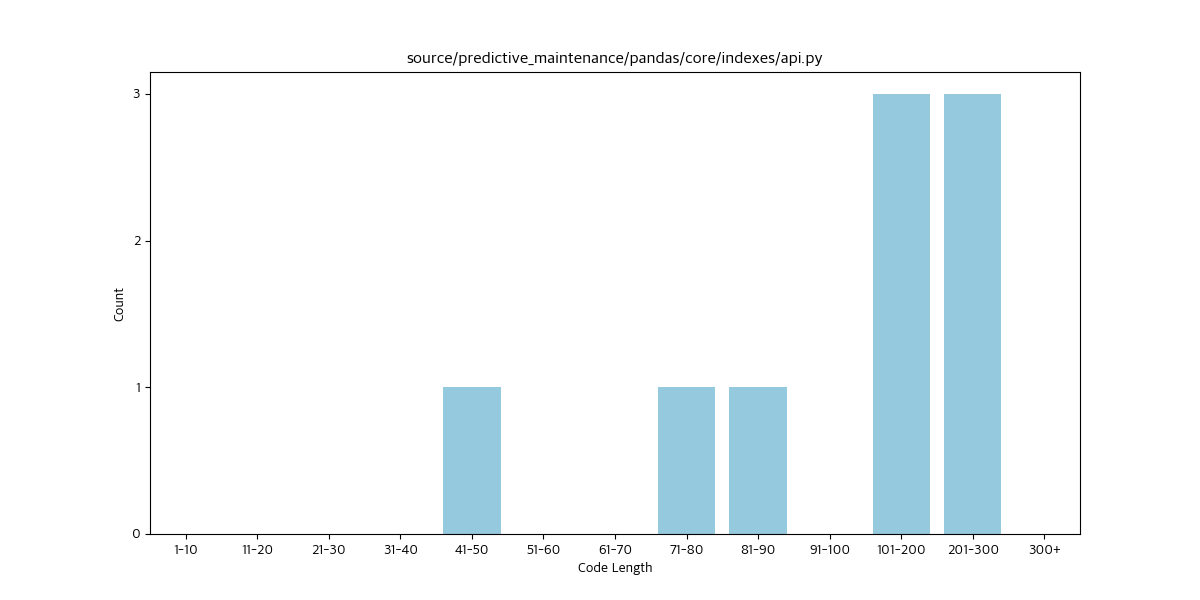 source/predictive_maintenance/pandas/core/indexes/api.py
Count
3
2
1
0
1-10 11-20 21-30 31-40 41-50 51-60 61-70 71-80 81-90 91-100 101-200 201-300 300+
Code Length